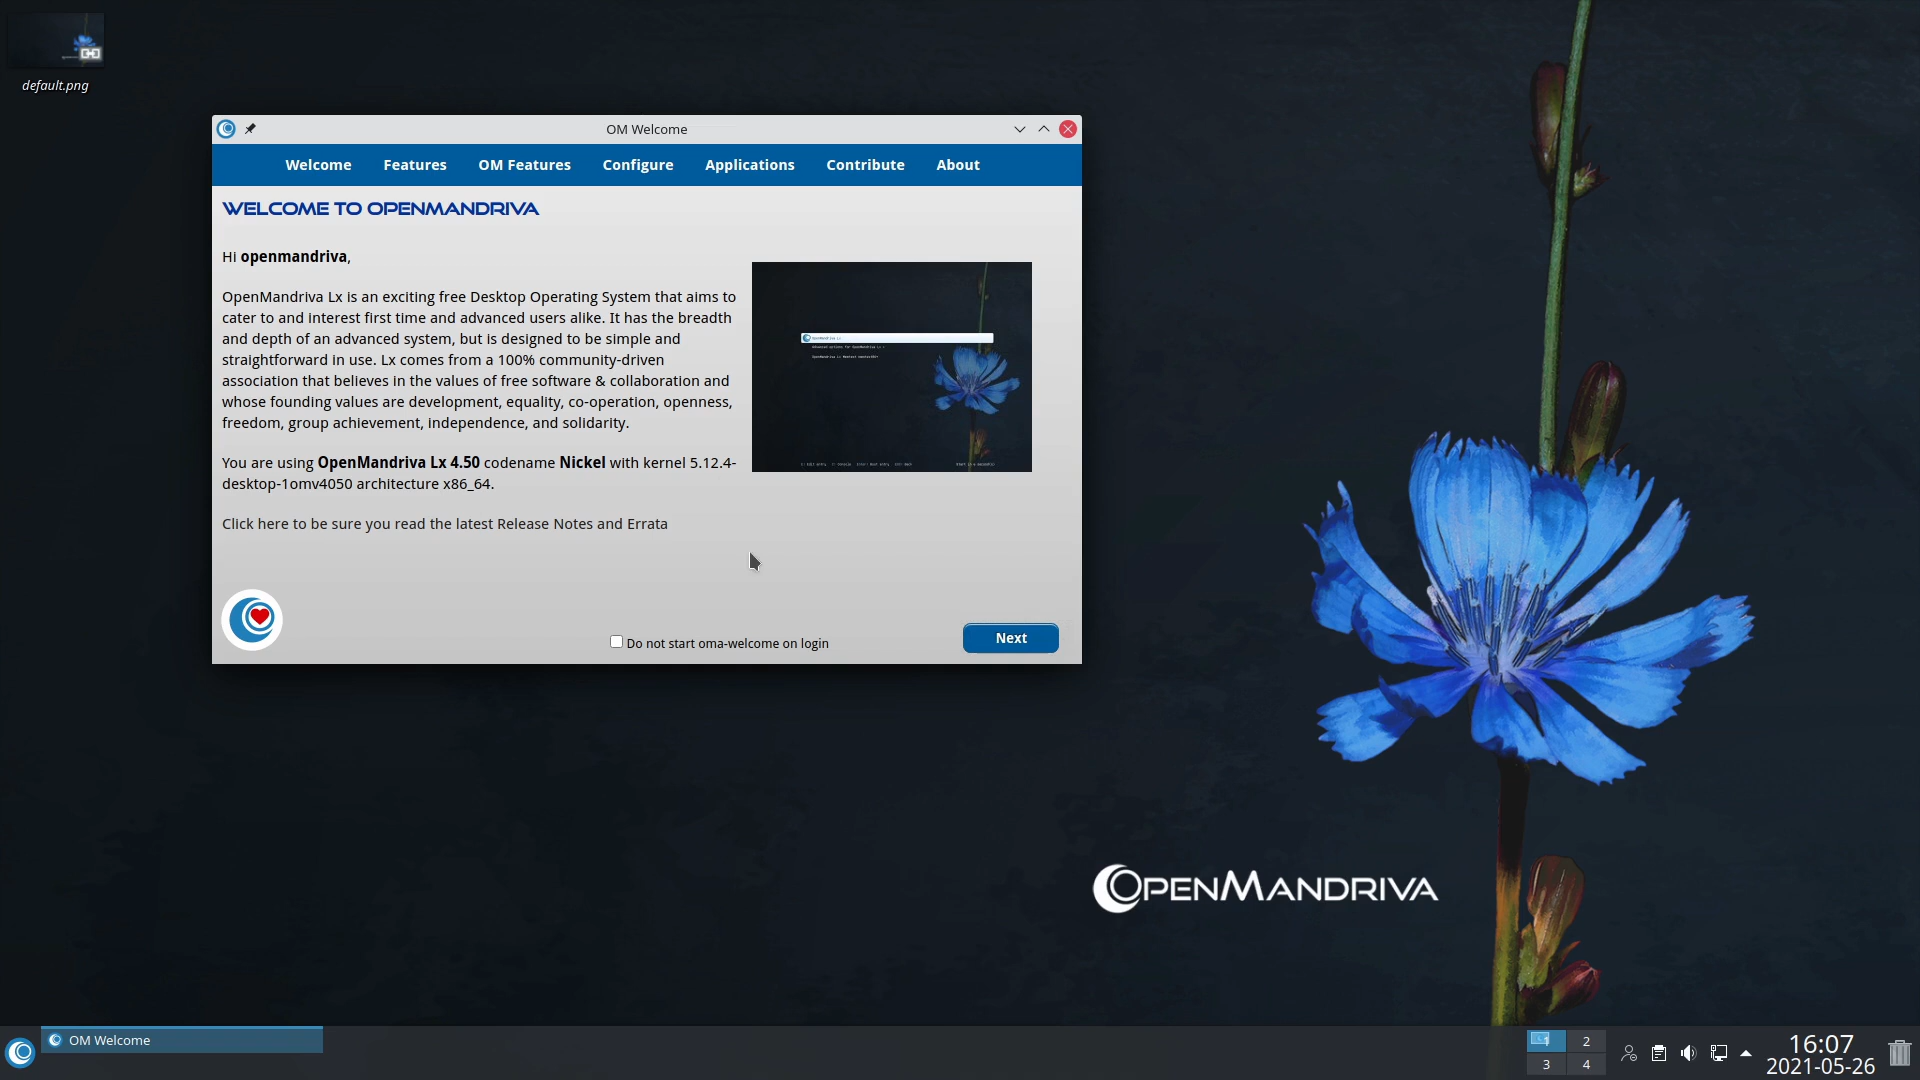 default.png
OM Welcome
Welcome Features OM Features Configure Applications Contribute About
WELCOME TO OPENMANDRIVA
Hi openmandriva,
OpenMandriva Lx is an exciting free Desktop Operating System that aims to
cater to and interest first time and advanced users alike. It has the breadth
and depth of an advanced system, but is designed to be simple and
straightforward in use. Lx comes from a 100% community-driven
association that believes in the values of free software & collaboration and
whose founding values are development, equality, co-operation, openness,
freedom, group achievement, independence, and solidarity.
You are using OpenMandriva Lx 4.50 codename Nickel with kernel 5.12.4-
desktop-1omv4050 architecture x86_64.
Click here to be sure you read the latest Release Notes and Errata
Do not start oma-welcome on login
Next
OPENMANDRIVA
OM Welcome
1 2
3 4
16:07
2021-05-26